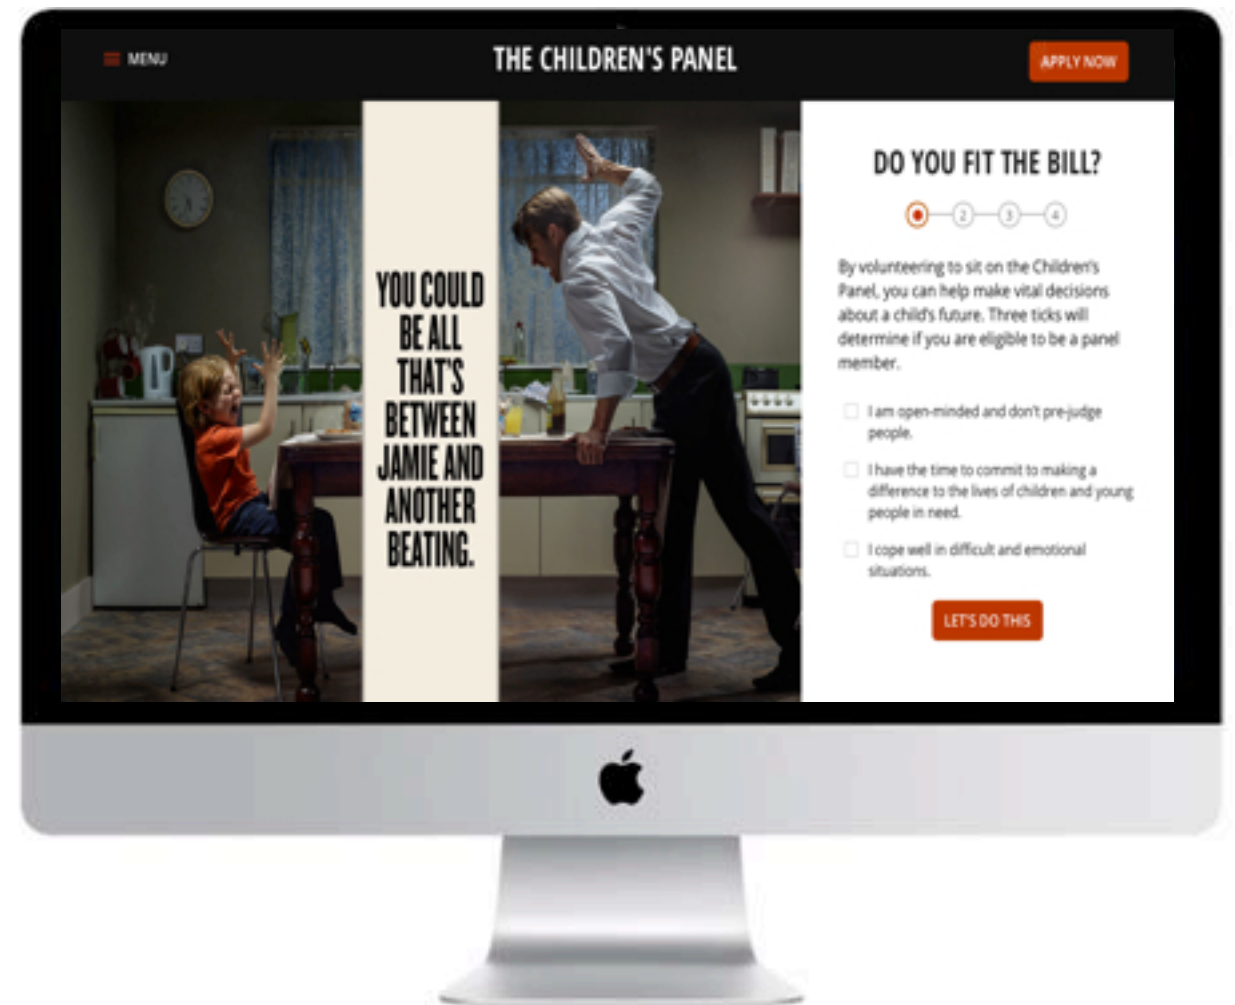 MENU
THE CHILDREN'S PANEL
APPLY NOW
YOU COULD
BE ALL
THAT'S
BETWEEN
JAMIE AND
ANOTHER
BEATING.
DO YOU FIT THE BILL?
2 3 4
By volunteering to sit on the Children's
Panel, you can help make vital decisions
about a child's future. Three ticks will
determine if you are eligible to be a panel
member.
I am open-minded and don't pre-judge
people.
I have the time to commit to making a
difference to the lives of children and young
people in need.
I cope well in difficult and emotional
situations.
LET'S DO THIS